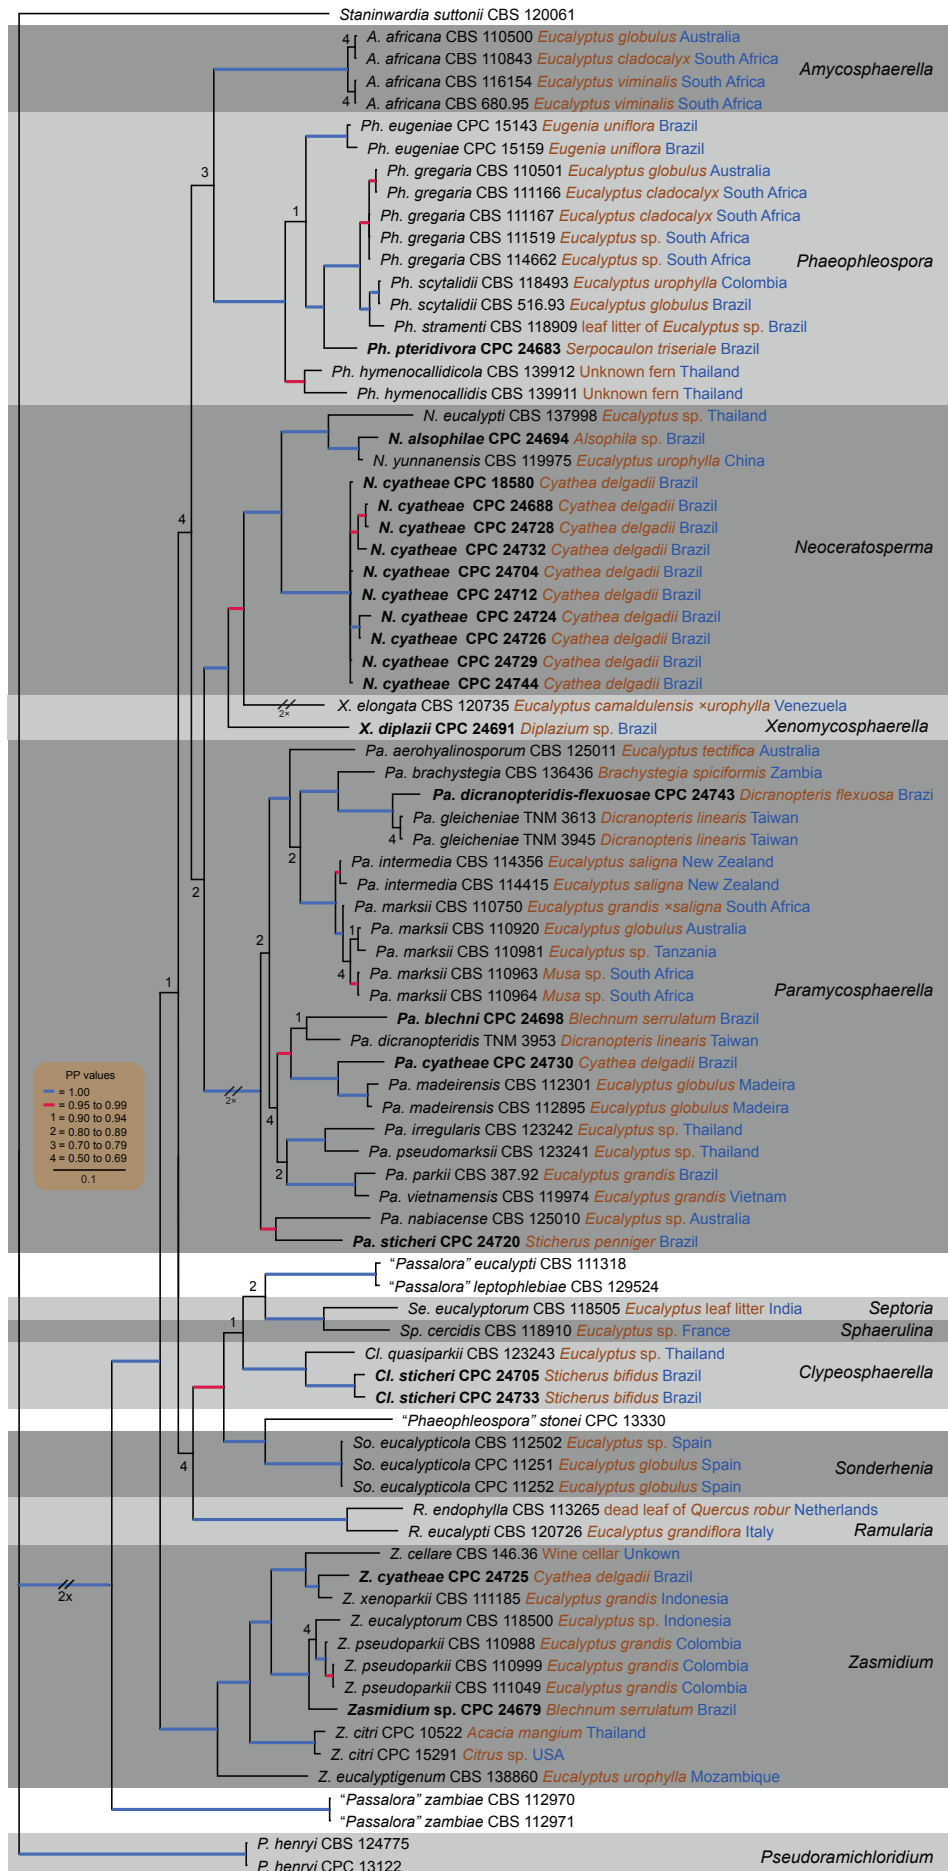 Staninwardia suttonii CBS 120061
A. africana CBS 110500 Eucalyptus globulus Australia
A. africana CBS 110843 Eucalyptus cladocalyx South Africa
Amycosphaerella
A. africana CBS 116154 Eucalyptus viminalis South Africa
A. africana CBS 680.95 Eucalyptus viminalis South Africa
4
4
Ph. eugeniae CPC 15143 Eugenia uniflora Brazil
Ph. eugeniae CPC 15159 Eugenia uniflora Brazil
Ph. gregaria CBS 110501 Eucalyptus globulus Australia
3
Ph. gregaria CBS 111166 Eucalyptus cladocalyx South Africa
1
Ph. gregaria CBS 111167 Eucalyptus cladocalyx South Africa
Ph. gregaria CBS 111519 Eucalyptus sp. South Africa
Ph. gregaria CBS 114662 Eucalyptus sp. South Africa
Phaeophleospora
Ph. scytalidii CBS 118493 Eucalyptus urophylla Colombia
Ph. scytalidii CBS 516.93 Eucalyptus globulus Brazil
Ph. stramenti CBS 118909 leaf litter of Eucalyptus sp. Brazil
Ph. pteridivora CPC 24683 Serpocaulon triseriale Brazil
Ph. hymenocallidicola CBS 139912 Unknown fern Thailand
Ph. hymenocallidis CBS 139911 Unknown fern Thailand
N. eucalypti CBS 137998 Eucalyptus sp. Thailand
N. alsophilae CPC 24694 Alsophila sp. Brazil
N. yunnanensis CBS 119975 Eucalyptus urophylla China
N. cyatheae CPC 18580 Cyathea delgadii Brazil
N. cyatheae CPC 24688 Cyathea delgadii Brazil
4
N. cyatheae CPC 24728 Cyathea delgadii Brazil
N. cyatheae CPC 24732 Cyathea delgadii Brazil
Neoceratosperma
N. cyatheae CPC 24704 Cyathea delgadii Brazil
N. cyatheae CPC 24712 Cyathea delgadii Brazil
N. cyatheae CPC 24724 Cyathea delgadii Brazil
N. cyatheae CPC 24726 Cyathea delgadii Brazil
N. cyatheae CPC 24729 Cyathea delgadii Brazil
N. cyatheae CPC 24744 Cyathea delgadii Brazil
X. elongata CBS 120735 Eucalyptus camaldulensis ×urophylla Venezuela
2×
X. diplazii CPC 24691 Diplazium sp. Brazil
Xenomycosphaerella
Pa. aerohyalinosporum CBS 125011 Eucalyptus tectifica Australia
Pa. brachystegia CBS 136436 Brachystegia spiciformis Zambia
Pa. dicranopteridis-flexuosae CPC 24743 Dicranopteris flexuosa Brazi
Pa. gleicheniae TNM 3613 Dicranopteris linearis Taiwan
Pa. gleicheniae TNM 3945 Dicranopteris linearis Taiwan
4
2
Pa. intermedia CBS 114356 Eucalyptus saligna New Zealand
Pa. intermedia CBS 114415 Eucalyptus saligna New Zealand
2
Pa. marksii CBS 110750 Eucalyptus grandis ×saligna South Africa
Pa. marksii CBS 110920 Eucalyptus globulus Australia
1
2
Pa. marksii CBS 110981 Eucalyptus sp. Tanzania
Pa. marksii CBS 110963 Musa sp. South Africa
4
1
Pa. marksii CBS 110964 Musa sp. South Africa
Paramycosphaerella
Pa. blechni CPC 24698 Blechnum serrulatum Brazil
1
Pa. dicranopteridis TNM 3953 Dicranopteris linearis Taiwan
Pa. cyatheae CPC 24730 Cyathea delgadii Brazil
Pa. madeirensis CBS 112301 Eucalyptus globulus Madeira
Pa. madeirensis CBS 112895 Eucalyptus globulus Madeira
2×
4
Pa. irregularis CBS 123242 Eucalyptus sp. Thailand
Pa. pseudomarksii CBS 123241 Eucalyptus sp. Thailand
2
Pa. parkii CBS 387.92 Eucalyptus grandis Brazil
Pa. vietnamensis CBS 119974 Eucalyptus grandis Vietnam
Pa. nabiacense CBS 125010 Eucalyptus sp. Australia
Pa. sticheri CPC 24720 Sticherus penniger Brazil
PP values
= 1.00
= 0.95 to 0.99
1 = 0.90 to 0.94
2 = 0.80 to 0.89
3 = 0.70 to 0.79
4 = 0.50 to 0.69
0.1
"Passalora" eucalypti CBS 111318
"Passalora" leptophlebiae CBS 129524
2
Se. eucalyptorum CBS 118505 Eucalyptus leaf litter India
Septoria
1
Sp. cercidis CBS 118910 Eucalyptus sp. France
Sphaerulina
Cl. quasiparkii CBS 123243 Eucalyptus sp. Thailand
Cl. sticheri CPC 24705 Sticherus bifidus Brazil
Clypeosphaerella
Cl. sticheri CPC 24733 Sticherus bifidus Brazil
"Phaeophleospora" stonei CPC 13330
So. eucalypticola CBS 112502 Eucalyptus sp. Spain
So. eucalypticola CPC 11251 Eucalyptus globulus Spain
Sonderhenia
4
So. eucalypticola CPC 11252 Eucalyptus globulus Spain
R. endophylla CBS 113265 dead leaf of Quercus robur Netherlands
R. eucalypti CBS 120726 Eucalyptus grandiflora Italy
Ramularia
Z. cellare CBS 146.36 Wine cellar Unkown
Z. cyatheae CPC 24725 Cyathea delgadii Brazil
2x
Z. xenoparkii CBS 111185 Eucalyptus grandis Indonesia
Z. eucalyptorum CBS 118500 Eucalyptus sp. Indonesia
4
Z. pseudoparkii CBS 110988 Eucalyptus grandis Colombia
Z. pseudoparkii CBS 110999 Eucalyptus grandis Colombia
Zasmidium
Z. pseudoparkii CBS 111049 Eucalyptus grandis Colombia
Zasmidium sp. CPC 24679 Blechnum serrulatum Brazil
Z. citri CPC 10522 Acacia mangium Thailand
Z. citri CPC 15291 Citrus sp. USA
Z. eucalyptigenum CBS 138860 Eucalyptus urophylla Mozambique
"Passalora" zambiae CBS 112970
"Passalora" zambiae CBS 112971
P. henryi CBS 124775
Pseudoramichloridium
P. henryi CPC 13122